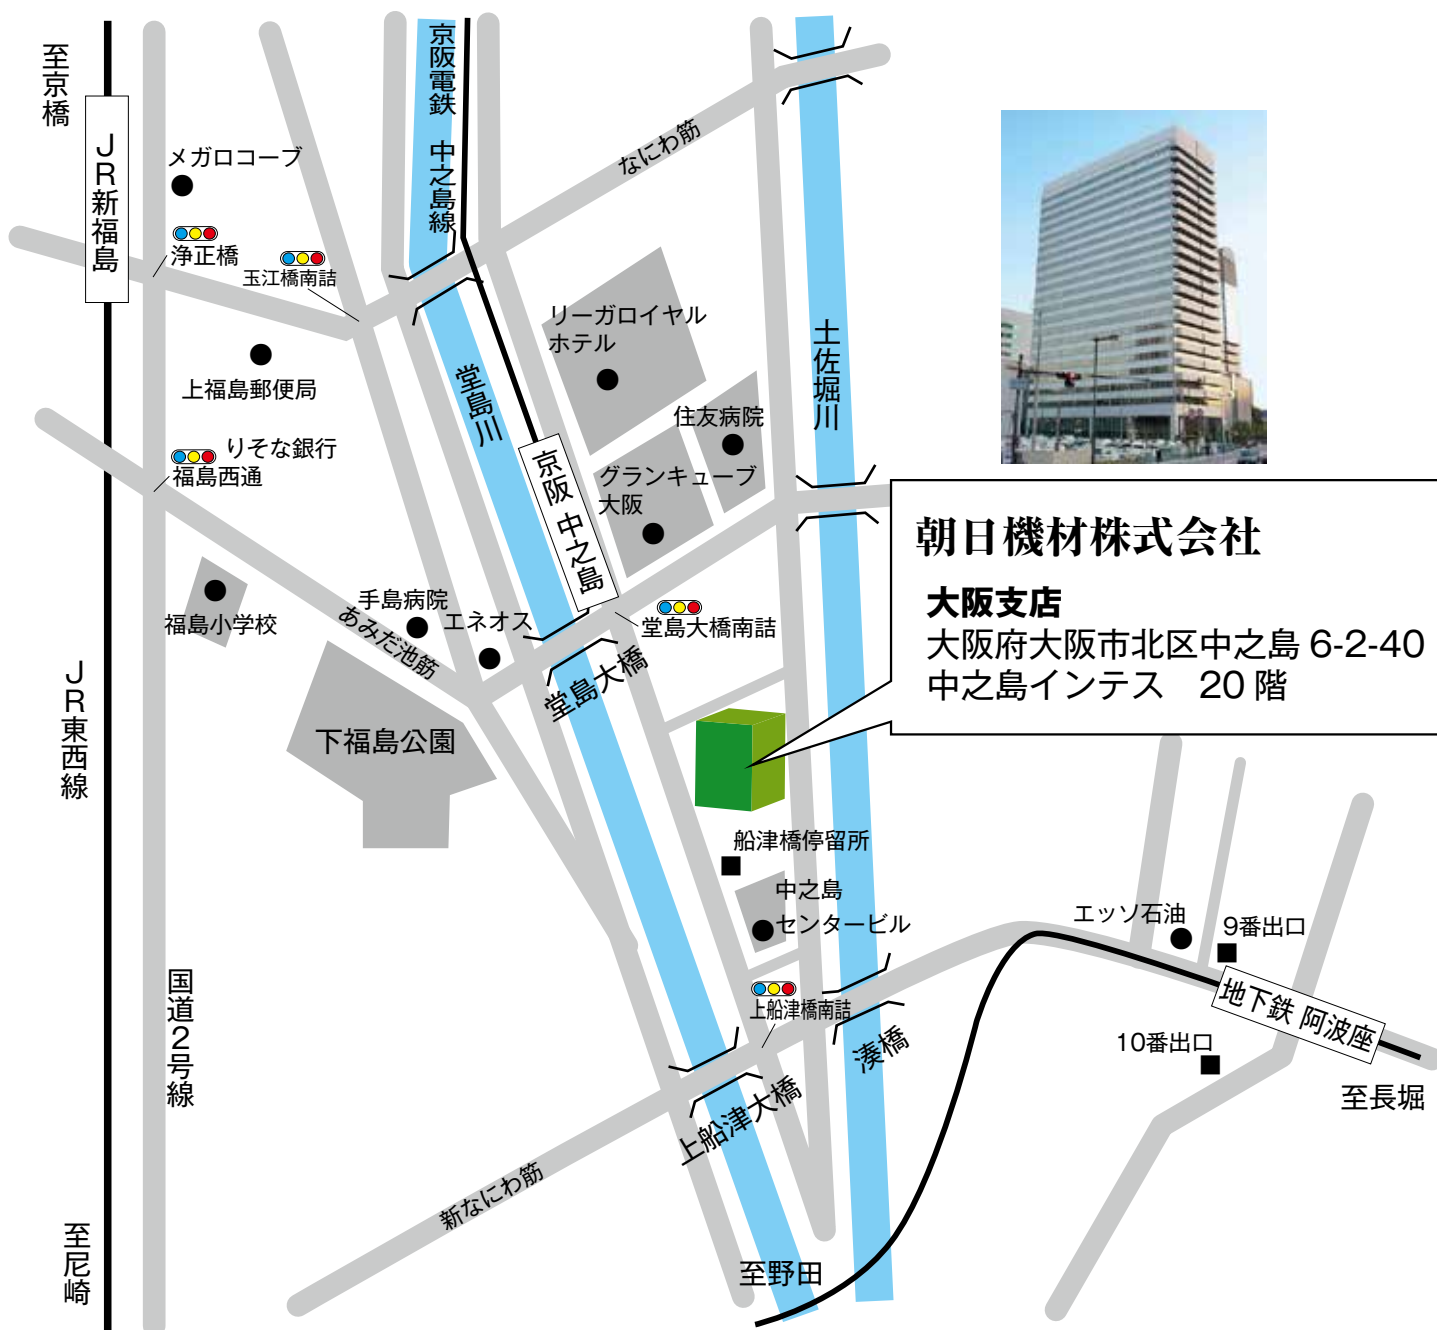 至京橋
JR新福島
メガロコーブ
浄正橋
玉江橋南詰
上福島郵便局
りそな銀行
福島西通
福島小学校
手島病院
エネオス
あみだ池筋
下福島公園
JR東西線
国道2号線
至尼崎
京阪電鉄 中之島線
なにわ筋
堂島川
リーガロイヤル
ホテル
住友病院
グランキューブ
大阪
京阪 中之島
土佐堀川
堂島大橋南詰
堂島大橋
朝日機材株式会社
大阪支店
大阪府大阪市北区中之島 6-2-40
中之島インテス 20 階
船津橋停留所
中之島
センタービル
上船津橋南詰
湊橋
上船津大橋
新なにわ筋
至野田
エッソ石油
9番出口
地下鉄 阿波座
10番出口
至長堀